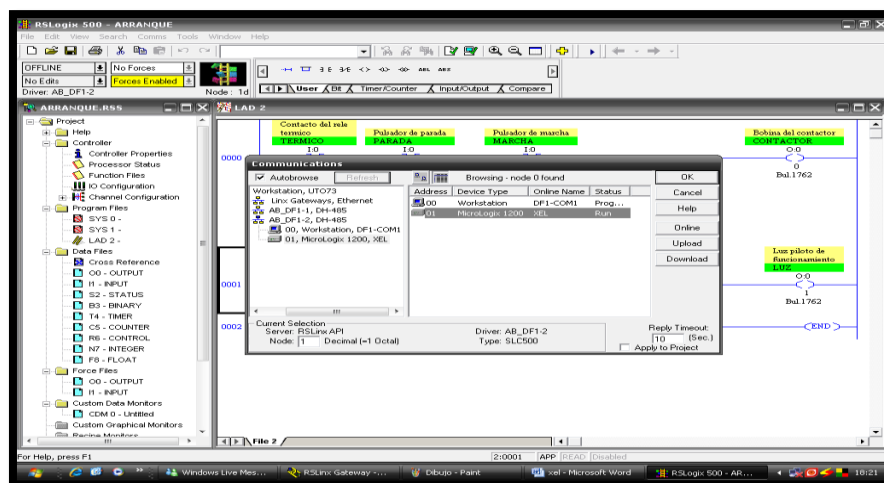 RSLogix 500 - ARRANQUE
File Edit View Search Comms Tools Window Help
OFFLINE No Forces
No Edits Forces Enabled
Driver: AB_DF1-2 Node: 1d
User Bit Timer/Counter Input/Output Compare
ARRANQUE.RSS
Project
Help
Controller
Controller Properties
Processor Status
Function Files
IO Configuration
Channel Configuration
Program Files
SYS 0 -
SYS 1 -
LAD 2 -
Data Files
Cross Reference
O0 - OUTPUT
I1 - INPUT
S2 - STATUS
B3 - BINARY
T4 - TIMER
C5 - COUNTER
R6 - CONTROL
N7 - INTEGER
F8 - FLOAT
Force Files
O0 - OUTPUT
I1 - INPUT
Custom Data Monitors
CDM 0 - Untitled
Custom Graphical Monitors
Recipe Monitors
LAD 2
Contacto del rele
termico
TERMICO
I:0
Pulsador de parada
PARADA
I:0
Pulsador de marcha
MARCHA
I:0
Bobina del contactor
CONTACTOR
O:0
0
Bul.1762
0000
Luz piloto de
funcionamiento
LUZ
O:0
1
Bul.1762
0001
0002
END
File 2
Communications
Autobrowse Refresh Browsing - node 0 found
Workstation, UTO73
Linx Gateways, Ethernet
AB_DF1-1, DH-485
AB_DF1-2, DH-485
00, Workstation, DF1-COM1
01, MicroLogix 1200, XEL
Address Device Type Online Name Status
00 Workstation DF1-COM1 Prog...
01 MicroLogix 1200 XEL Run
OK
Cancel
Help
Online
Upload
Download
Current Selection
Server: RSLinx API Driver: AB_DF1-2
Node: 1 Decimal (=1 Octal) Type: SLC500
Reply Timeout:
10 (Sec.)
Apply to Project
For Help, press F1
2:0001 APP READ Disabled
Windows Live Mes... RSLinx Gateway -... Dibujo - Paint xel - Microsoft Word RSLogix 500 - AR... 18:21